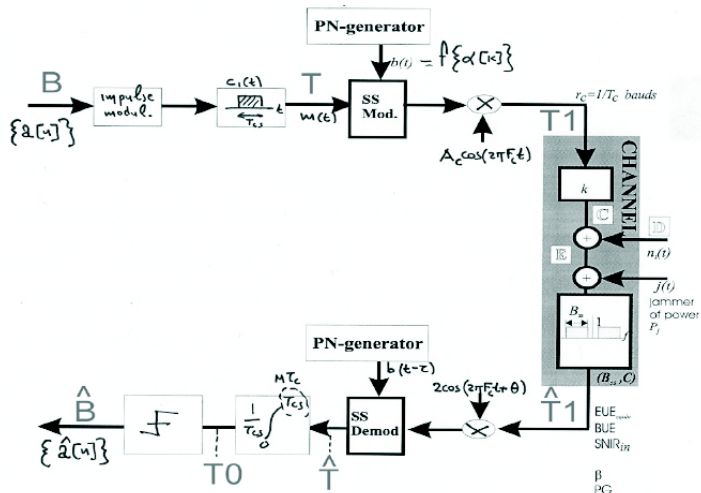 PN-generator
b(t) = f{α[k]}
B
c₁(t)
T
impulse
modul.
t
Tcs
m(t)
SS
Mod.
rc=1/Tc bauds
{a[n]}
T1
Ac cos(2πFct)
CHANNEL
k
C
D
E
+
ni(t)
+
j(t)
jammer
of power
Pj
B
1
f
PN-generator
(Bss,C)
MTc
b(t-τ)
2cos(2πFct+θ)
T̂1
B̂
1/Tcs
Tcs
0
SS
Demod
EUE
BUE
SNIRin
{â[n]}
T0
T̂
β
PG